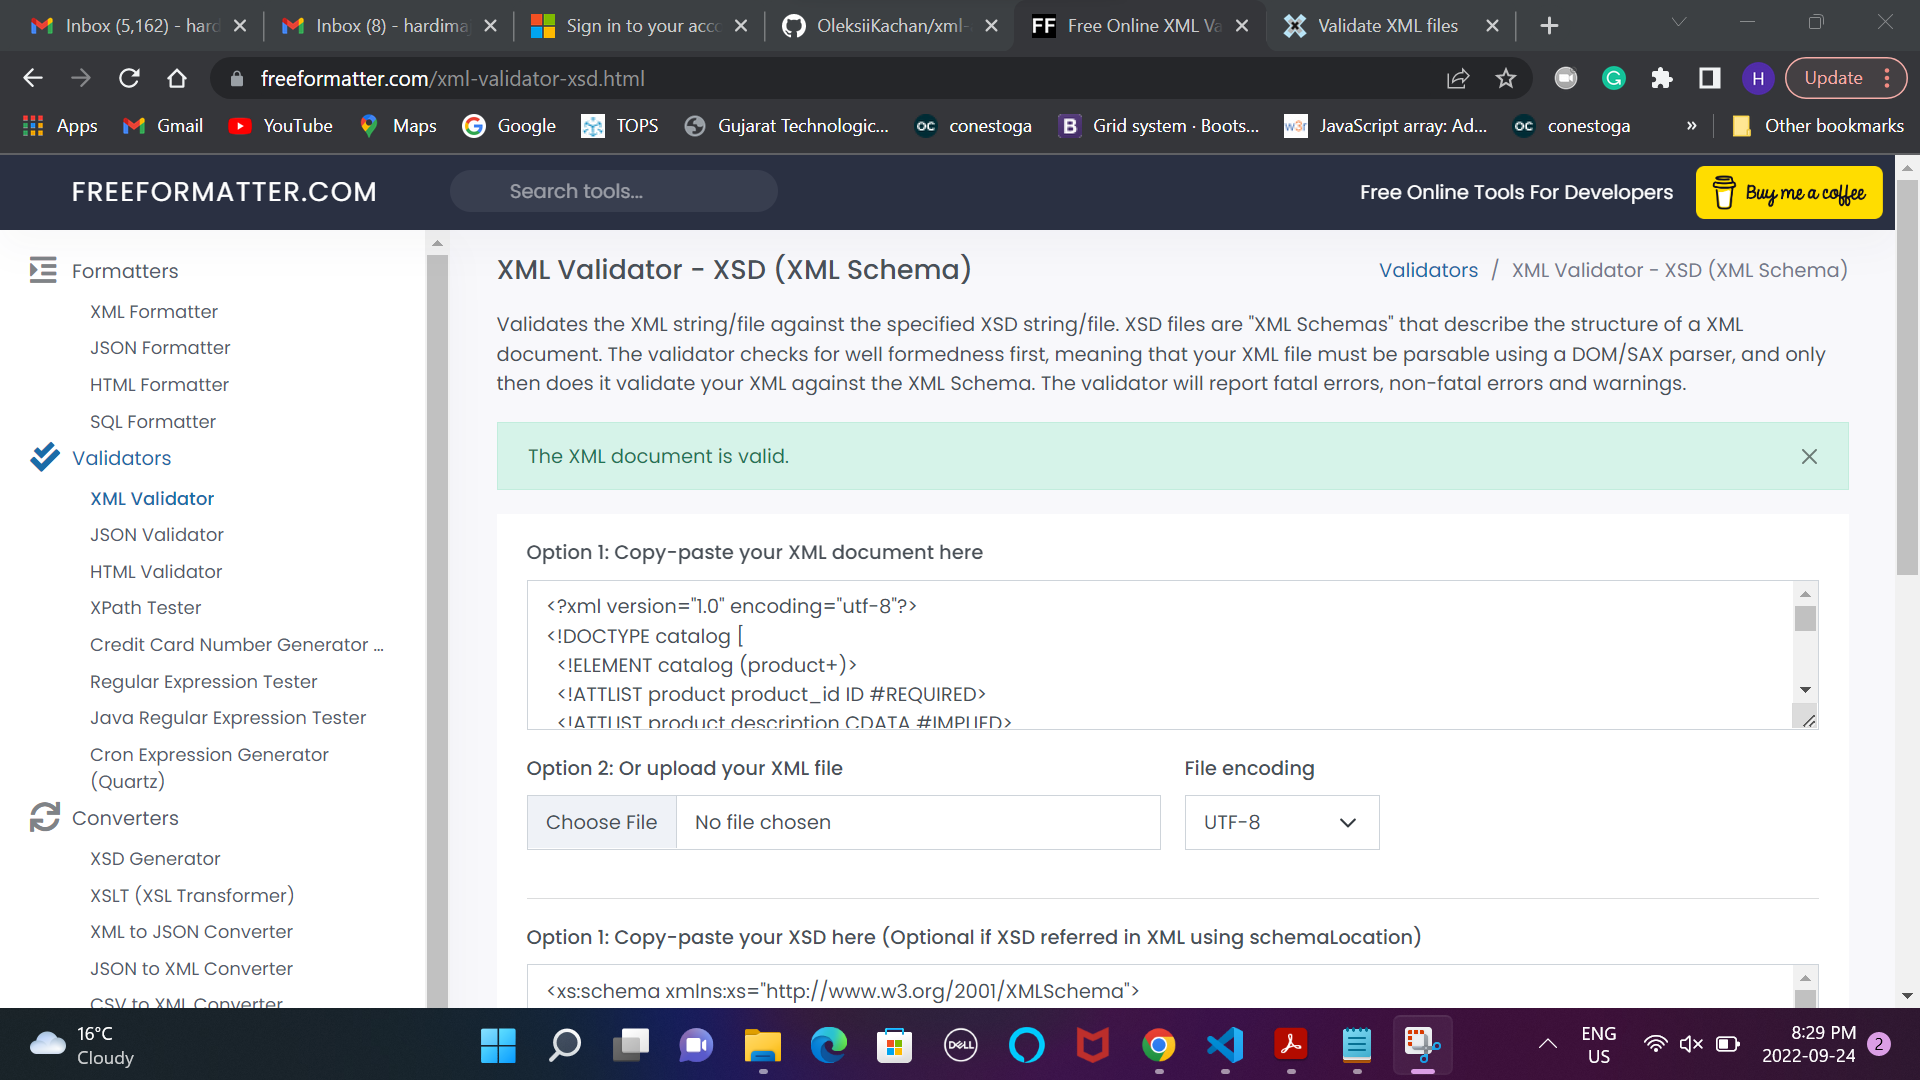 Inbox (5,162) - hard
Inbox (8) - hardima
Sign in to your acco
OleksiiKachan/xml-
Free Online XML Va
Validate XML files
freeformatter.com/xml-validator-xsd.html
H
Update
Apps
Gmail
YouTube
Maps
Google
TOPS
Gujarat Technologic...
conestoga
Grid system · Boots...
JavaScript array: Ad...
conestoga
»
Other bookmarks
FREEFORMATTER.COM
Search tools...
Free Online Tools For Developers
Buy me a coffee
Formatters
XML Formatter
JSON Formatter
HTML Formatter
SQL Formatter
Validators
XML Validator
JSON Validator
HTML Validator
XPath Tester
Credit Card Number Generator ...
Regular Expression Tester
Java Regular Expression Tester
Cron Expression Generator
(Quartz)
Converters
XSD Generator
XSLT (XSL Transformer)
XML to JSON Converter
JSON to XML Converter
CSV to XML Converter
XML Validator - XSD (XML Schema)
Validators / XML Validator - XSD (XML Schema)
Validates the XML string/file against the specified XSD string/file. XSD files are "XML Schemas" that describe the structure of a XML
document. The validator checks for well formedness first, meaning that your XML file must be parsable using a DOM/SAX parser, and only
then does it validate your XML against the XML Schema. The validator will report fatal errors, non-fatal errors and warnings.
The XML document is valid.
Option 1: Copy-paste your XML document here
<?xml version="1.0" encoding="utf-8"?>
<!DOCTYPE catalog [
<!ELEMENT catalog (product+)>
<!ATTLIST product product_id ID #REQUIRED>
<!ATTLIST product description CDATA #IMPLIED>
Option 2: Or upload your XML file
File encoding
Choose File
No file chosen
UTF-8
Option 1: Copy-paste your XSD here (Optional if XSD referred in XML using schemaLocation)
<xs:schema xmlns:xs="http://www.w3.org/2001/XMLSchema">
16°C
Cloudy
DELL
ENG
US
8:29 PM
2022-09-24
2